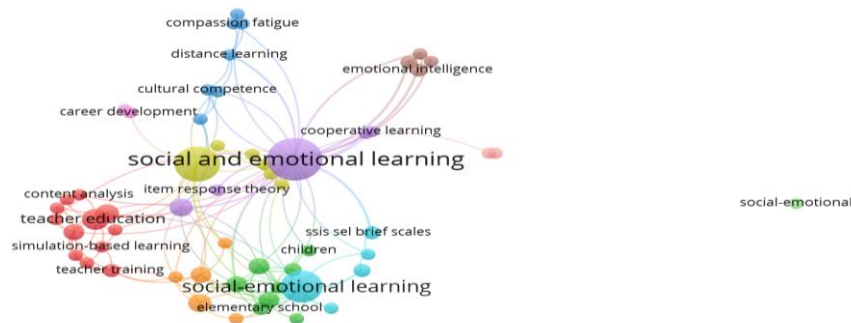 compassion fatigue
distance learning
emotional intelligence
cultural competence
career development
cooperative learning
social and emotional learning
content analysis
item response theory
social-emotional
teacher education
ssis sel brief scales
simulation-based learning
children
teacher training
social-emotional learning
elementary school